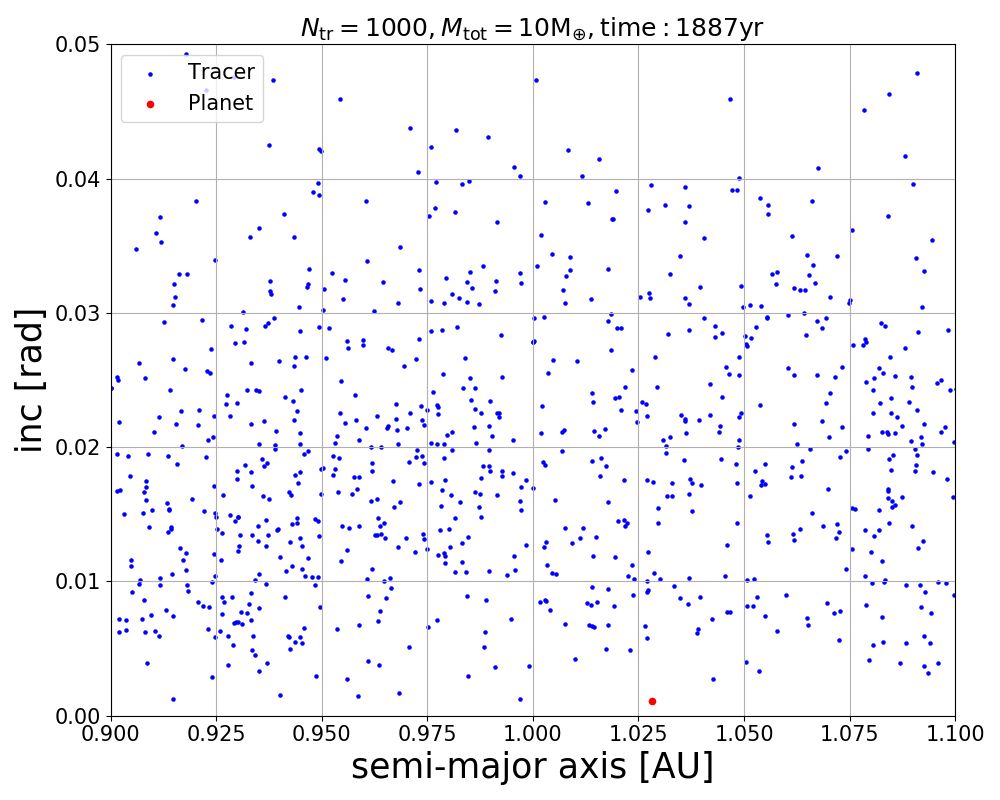 N_tr = 1000, M_tot = 10M_⊕, time : 1887yr
Tracer
Planet
inc [rad]
0.05
0.04
0.03
0.02
0.01
0.00
0.900 0.925 0.950 0.975 1.000 1.025 1.050 1.075 1.100
semi-major axis [AU]